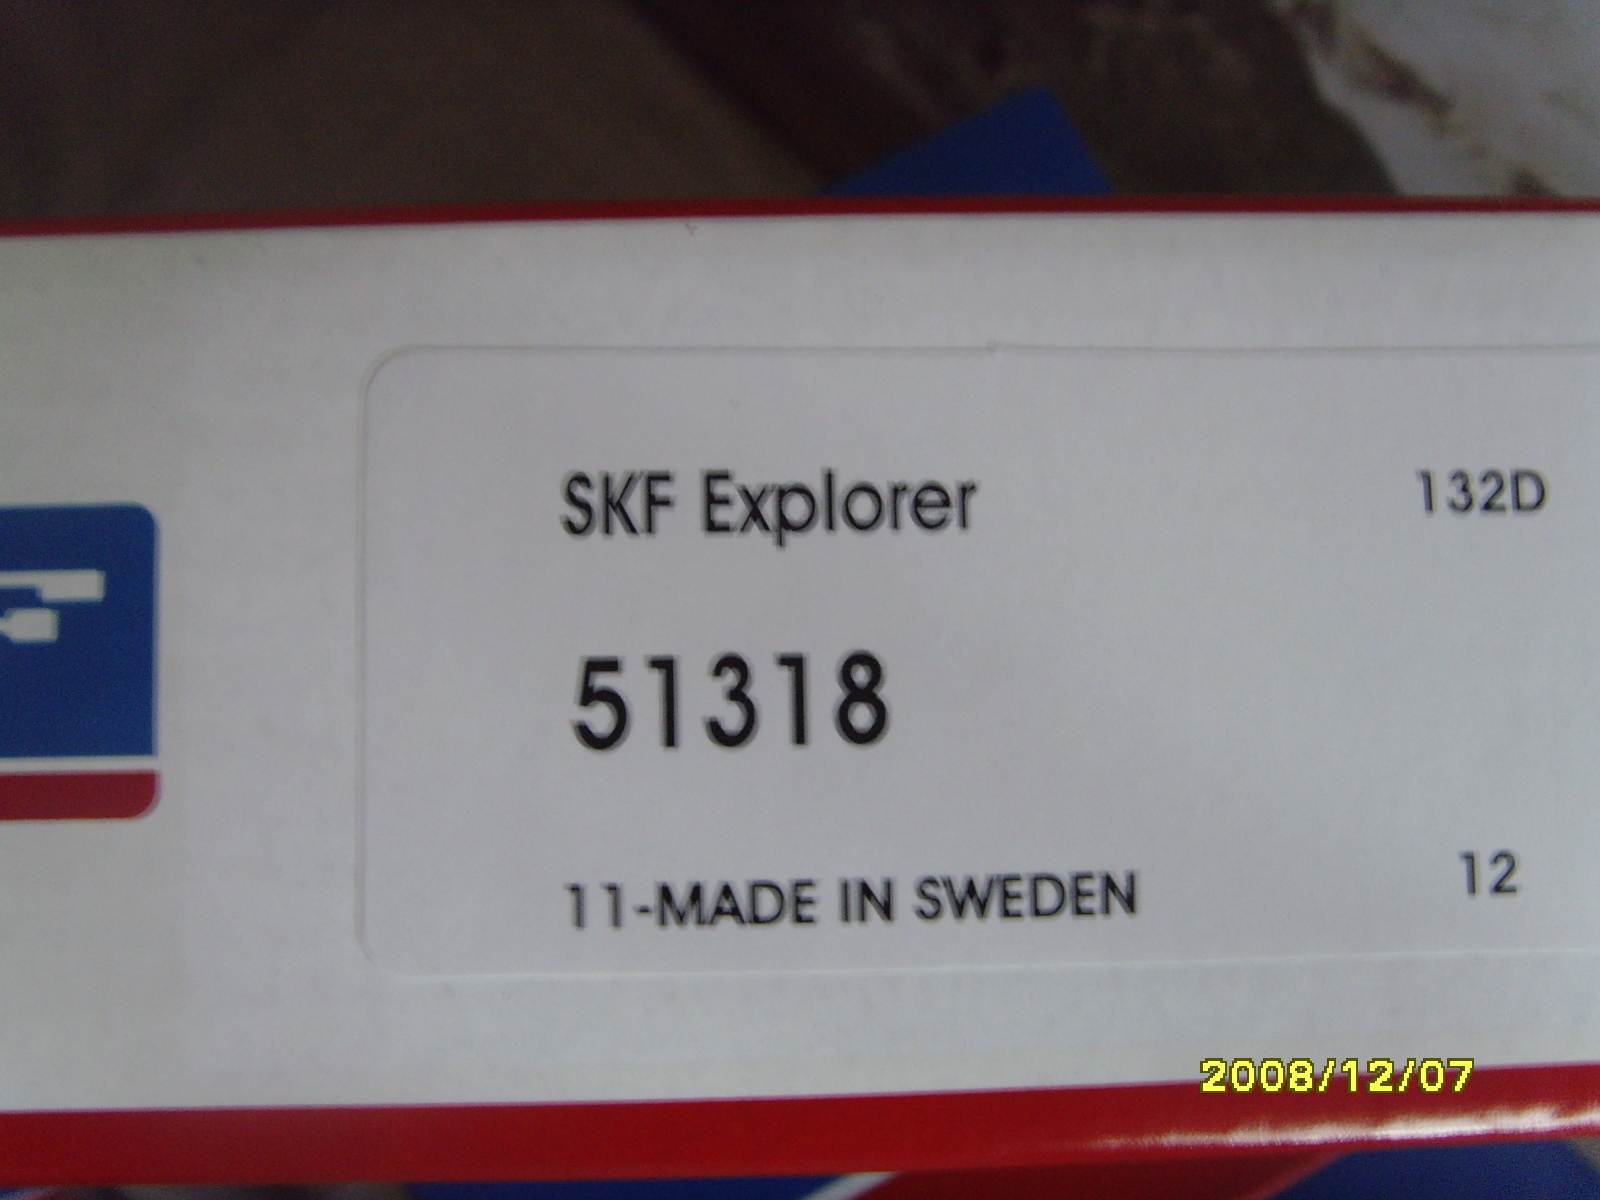 SKF Explorer 132D
51318
11-MADE IN SWEDEN 12
2008/12/07